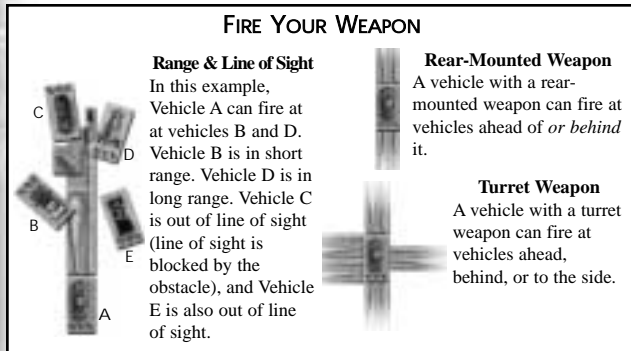 FIRE YOUR WEAPON
Range & Line of Sight
In this example,
Vehicle A can fire at
at vehicles B and D.
Vehicle B is in short
range. Vehicle D is in
long range. Vehicle C
is out of line of sight
(line of sight is
blocked by the
obstacle), and Vehicle
E is also out of line
of sight.
C
D
B
E
A
Rear-Mounted Weapon
A vehicle with a rear-
mounted weapon can fire at
vehicles ahead of or behind
it.
Turret Weapon
A vehicle with a turret
weapon can fire at
vehicles ahead,
behind, or to the side.